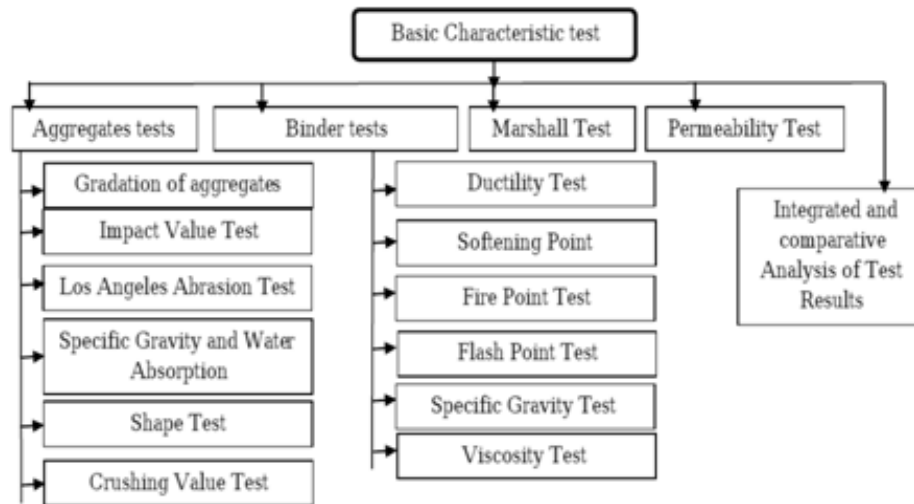 Basic Characteristic test
Aggregates tests
Binder tests
Marshall Test
Permeability Test
Gradation of aggregates
Impact Value Test
Los Angeles Abrasion Test
Specific Gravity and Water
Absorption
Shape Test
Crushing Value Test
Ductility Test
Softening Point
Fire Point Test
Flash Point Test
Specific Gravity Test
Viscosity Test
Integrated and
comparative
Analysis of Test
Results